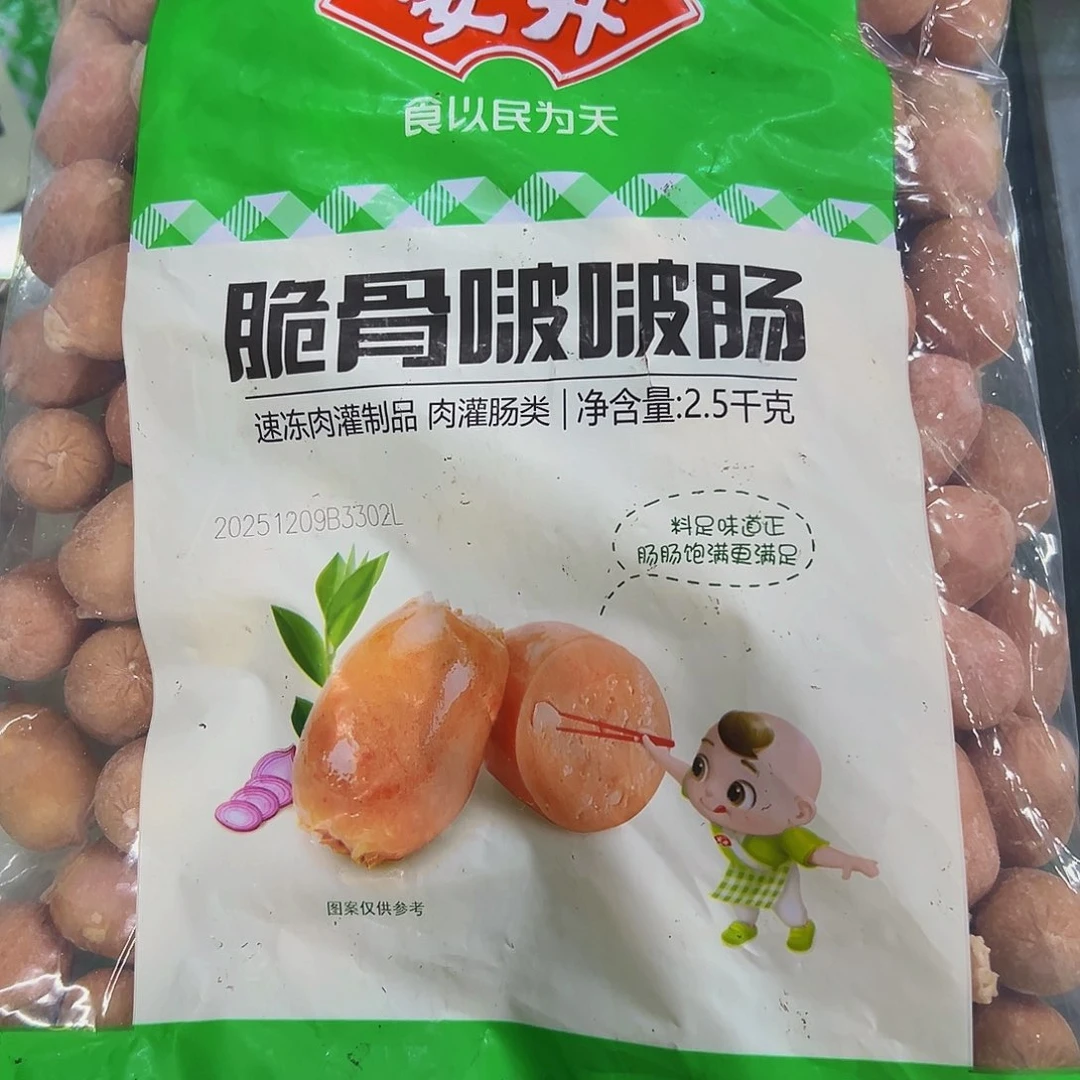 安井
食以民为天
脆骨啵啵肠
速冻肉灌制品 肉灌肠类|净含量:2.5千克
20251209B3302L
料足味道正
肠肠饱满更满足
图案仅供参考